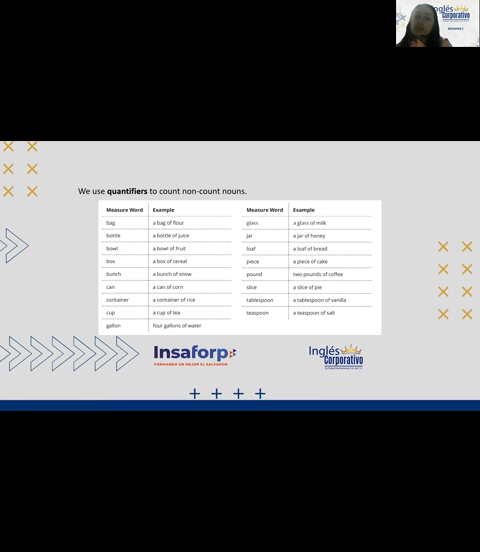 Inglés
Corporativo
BEGINNER 2
We use quantifiers to count non-count nouns.
Measure Word Example
bag a bag of flour
bottle a bottle of juice
bowl a bowl of fruit
box a box of cereal
bunch a bunch of snow
can a can of corn
container a container of rice
cup a cup of tea
gallon four gallons of water
Measure Word Example
glass a glass of milk
jar a jar of honey
loaf a loaf of bread
piece a piece of cake
pound two pounds of coffee
slice a slice of pie
tablespoon a tablespoon of vanilla
teaspoon a teaspoon of salt
Insaforp
FORMANDO UN MEJOR EL SALVADOR
Inglés
Corporativo